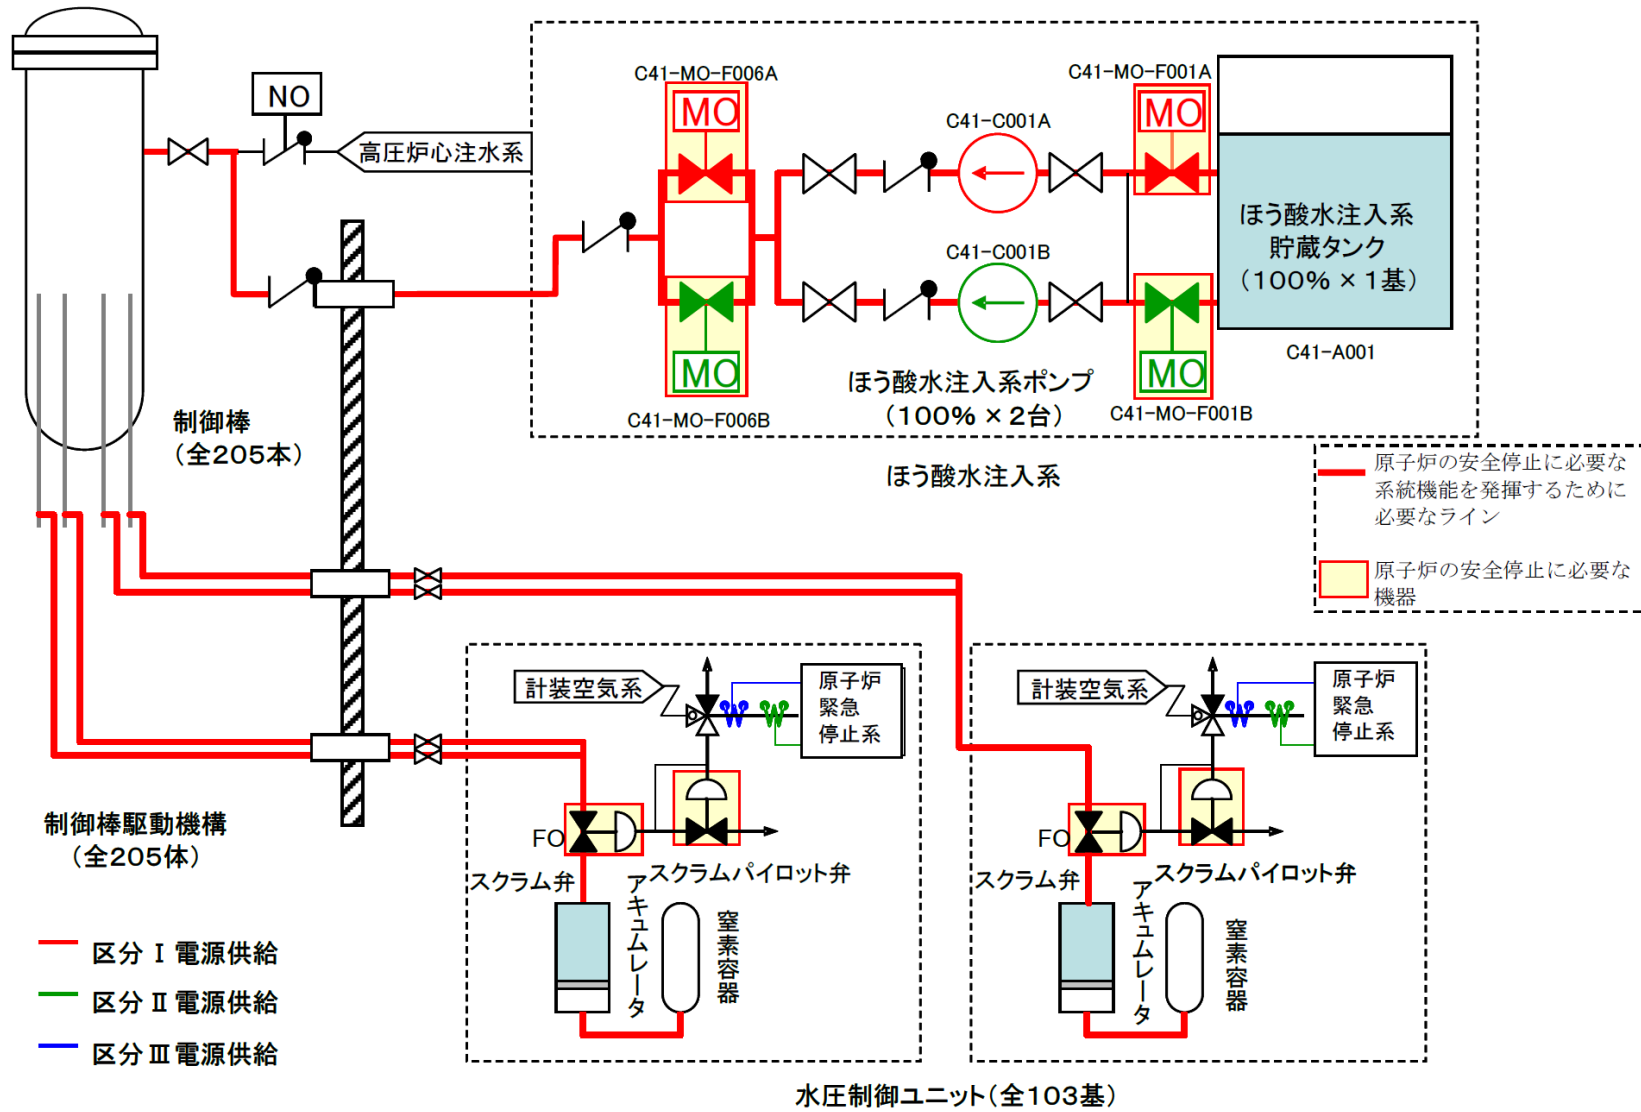 C41-MO-F006A
C41-MO-F001A
NO
MO
MO
C41-C001A
高圧炉心注水系
ほう酸水注入系
貯蔵タンク
（100％×1基）
C41-C001B
MO
MO
C41-A001
ほう酸水注入系ポンプ
（100％×2台）
C41-MO-F006B
C41-MO-F001B
制御棒
（全205本）
ほう酸水注入系
原子炉の安全停止に必要な
系統機能を発揮するために
必要なライン
原子炉の安全停止に必要な
機器
計装空気系
原子炉
緊急
停止系
計装空気系
原子炉
緊急
停止系
制御棒駆動機構
（全205体）
FO
スクラム弁
スクラムパイロット弁
アキュムレータ
窒素容器
FO
スクラム弁
スクラムパイロット弁
アキュムレータ
窒素容器
区分Ⅰ電源供給
区分Ⅱ電源供給
区分Ⅲ電源供給
水圧制御ユニット（全103基）